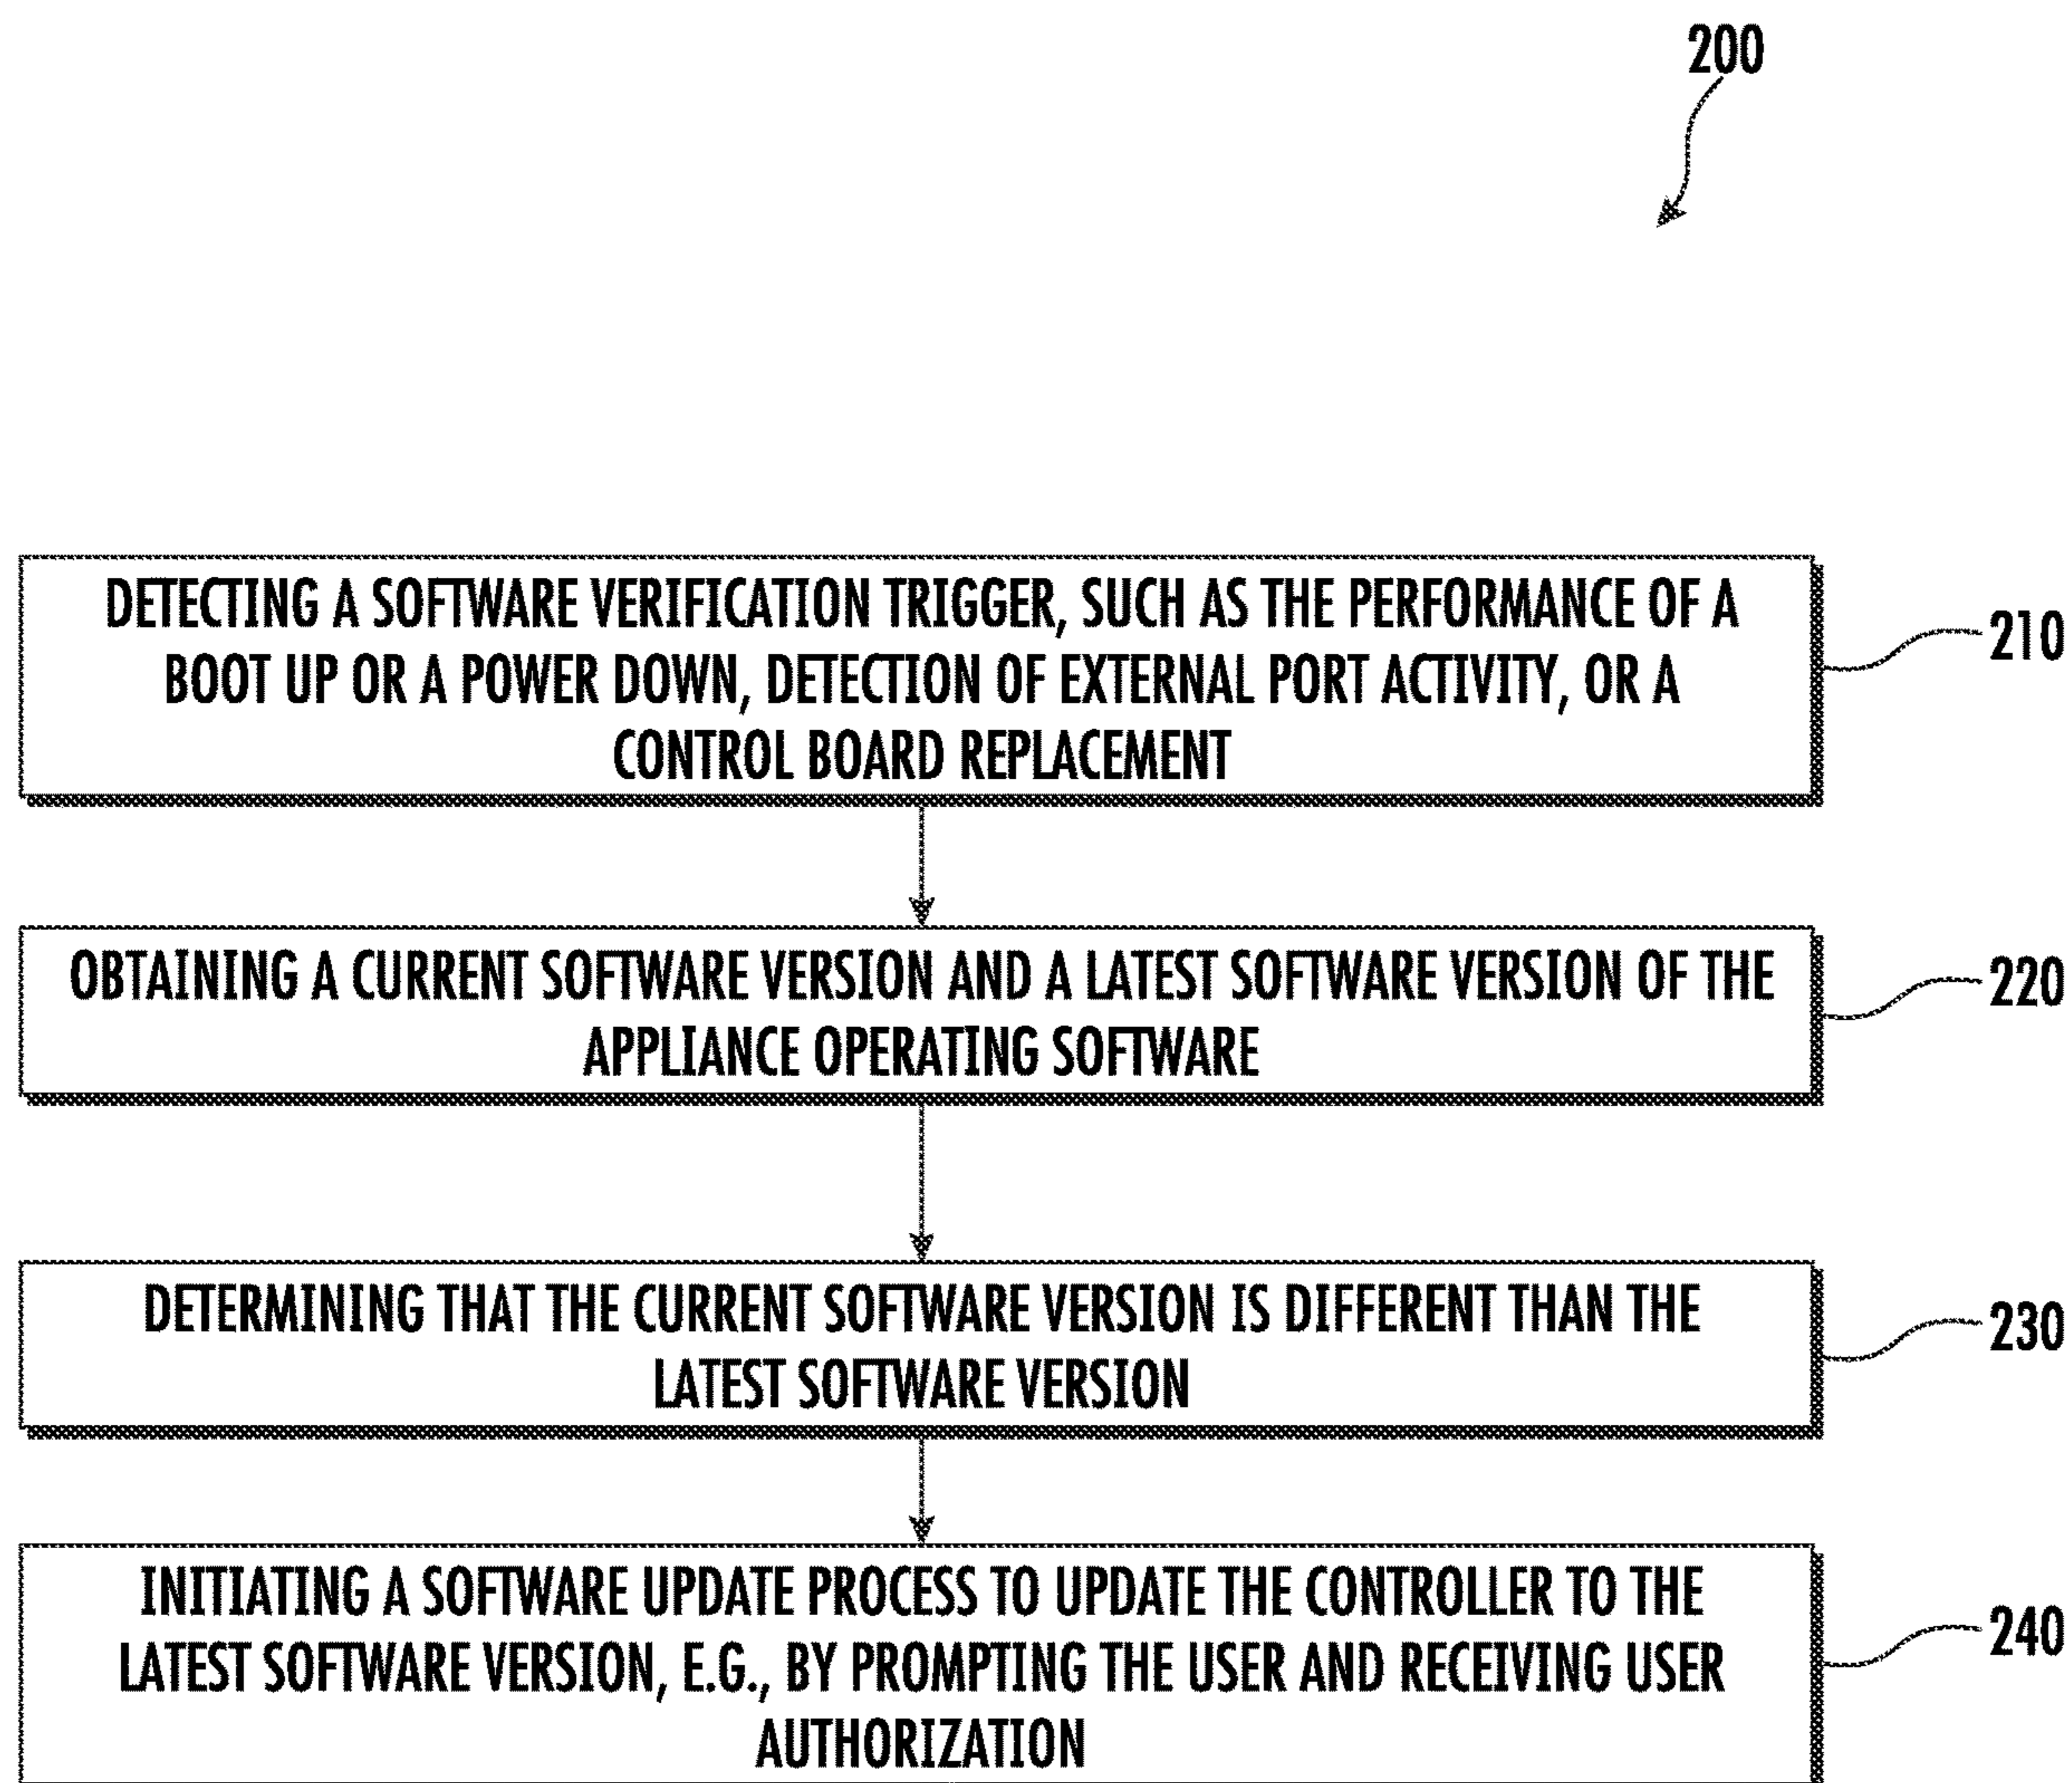 200
DETECTING A SOFTWARE VERIFICATION TRIGGER, SUCH AS THE PERFORMANCE OF A
BOOT UP OR A POWER DOWN, DETECTION OF EXTERNAL PORT ACTIVITY, OR A
CONTROL BOARD REPLACEMENT
210
OBTAINING A CURRENT SOFTWARE VERSION AND A LATEST SOFTWARE VERSION OF THE
APPLIANCE OPERATING SOFTWARE
220
DETERMINING THAT THE CURRENT SOFTWARE VERSION IS DIFFERENT THAN THE
LATEST SOFTWARE VERSION
230
INITIATING A SOFTWARE UPDATE PROCESS TO UPDATE THE CONTROLLER TO THE
LATEST SOFTWARE VERSION, E.G., BY PROMPTING THE USER AND RECEIVING USER
AUTHORIZATION
240